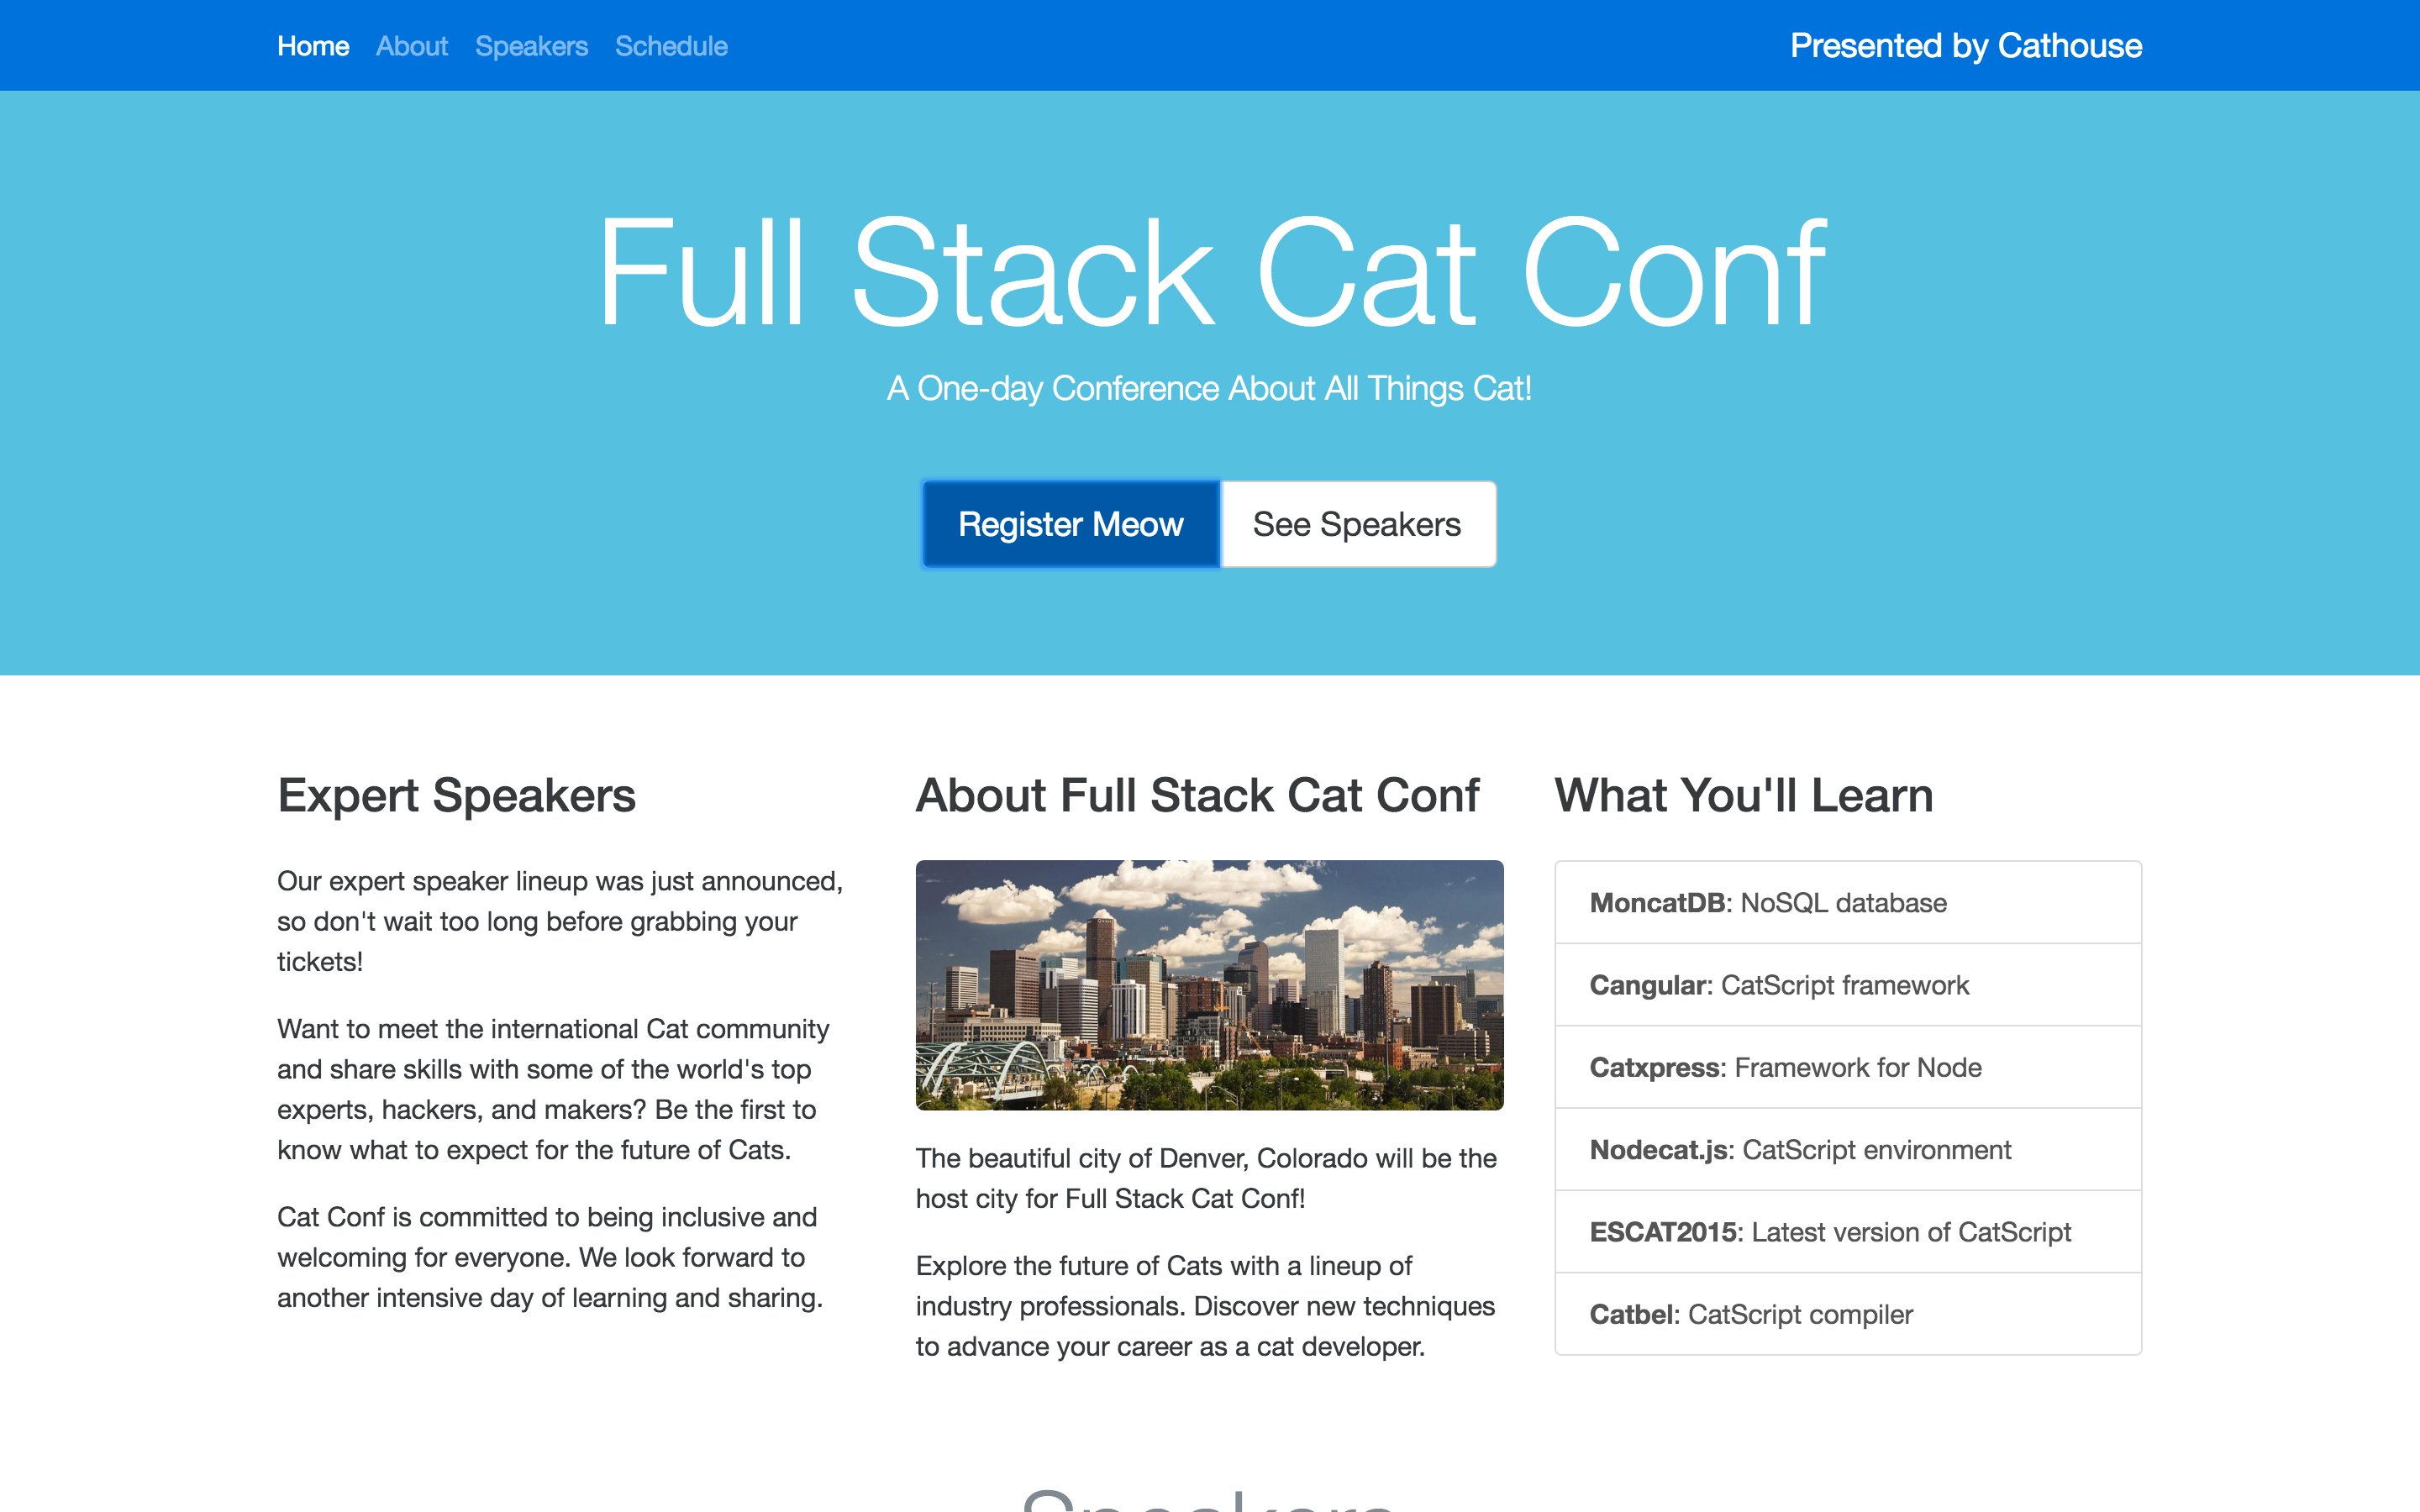 Home About Speakers Schedule
Presented by Cathouse
Full Stack Cat Conf
A One-day Conference About All Things Cat!
Register Meow
See Speakers
Expert Speakers
Our expert speaker lineup was just announced,
so don't wait too long before grabbing your
tickets!
Want to meet the international Cat community
and share skills with some of the world's top
experts, hackers, and makers? Be the first to
know what to expect for the future of Cats.
Cat Conf is committed to being inclusive and
welcoming for everyone. We look forward to
another intensive day of learning and sharing.
About Full Stack Cat Conf
The beautiful city of Denver, Colorado will be the
host city for Full Stack Cat Conf!
Explore the future of Cats with a lineup of
industry professionals. Discover new techniques
to advance your career as a cat developer.
What You'll Learn
MoncatDB: NoSQL database
Cangular: CatScript framework
Catxpress: Framework for Node
Nodecat.js: CatScript environment
ESCAT2015: Latest version of CatScript
Catbel: CatScript compiler
Speakers